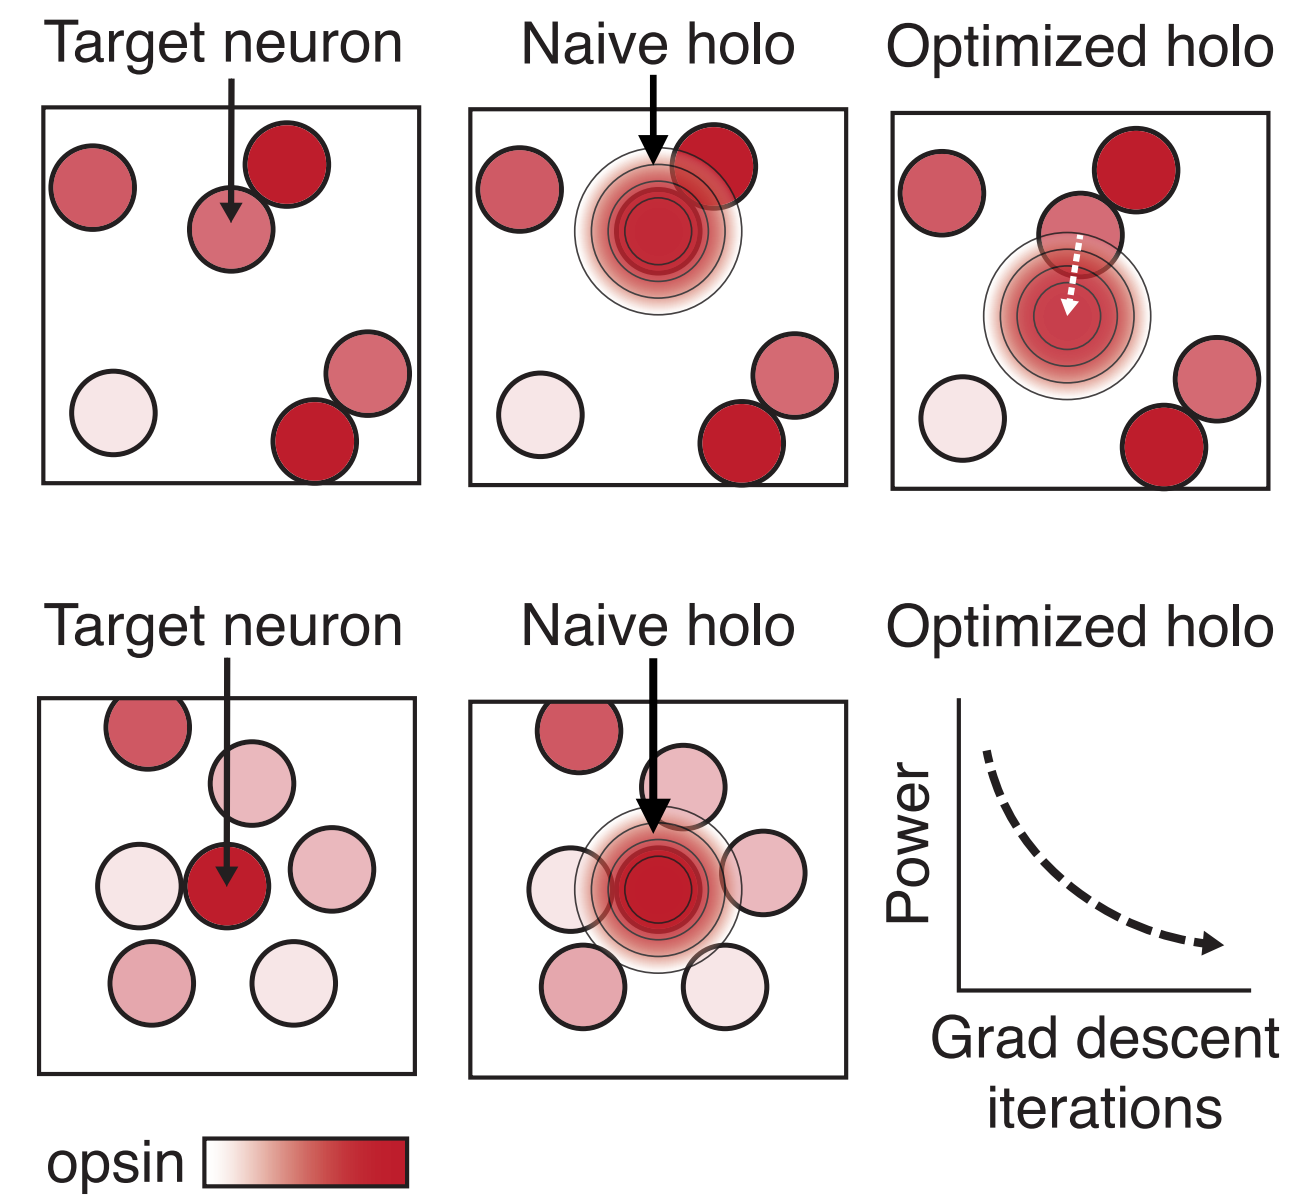 Target neuron
Naive holo
Optimized holo
Target neuron
Naive holo
Optimized holo
Power
Grad descent
iterations
opsin